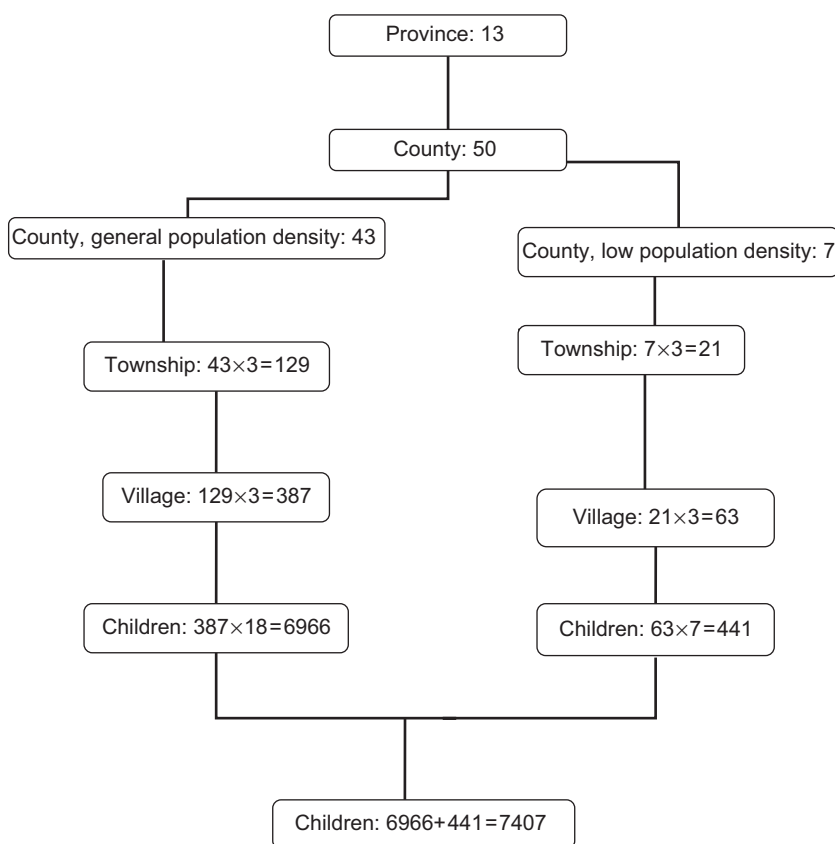 Province: 13
County: 50
County, general population density: 43
County, low population density: 7
Township: 43×3=129
Township: 7×3=21
Village: 129×3=387
Village: 21×3=63
Children: 387×18=6966
Children: 63×7=441
Children: 6966+441=7407